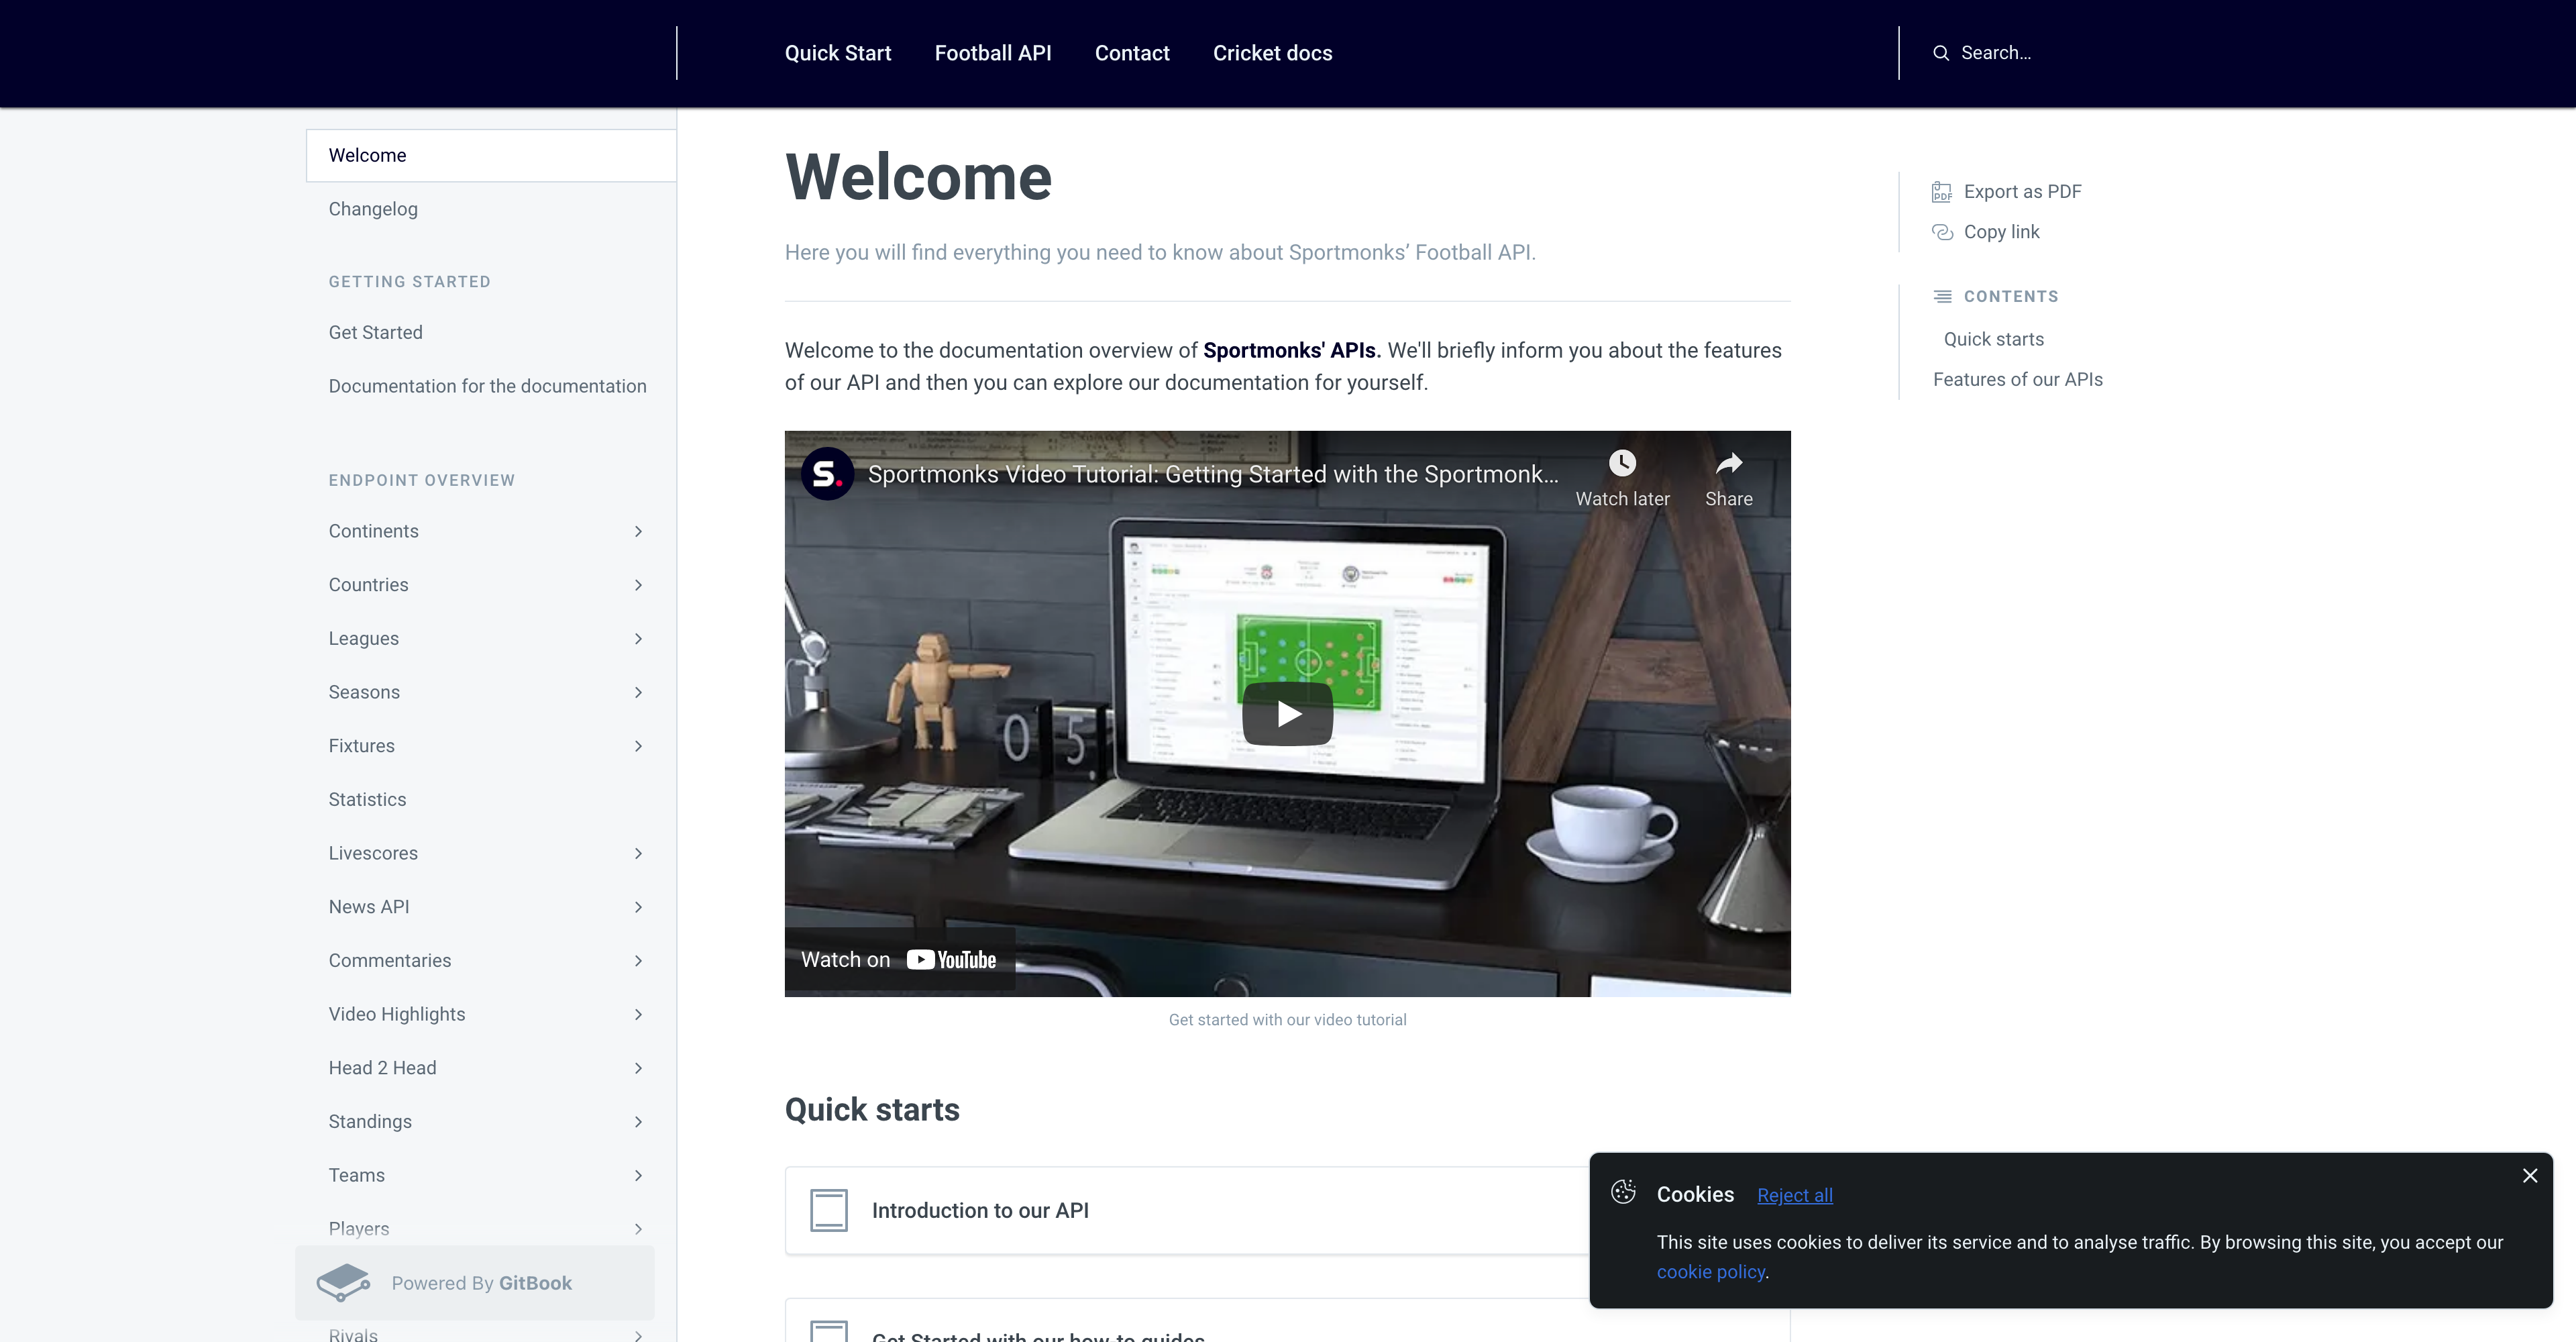 Quick Start
Football API
Contact
Cricket docs
Search...
Welcome
Changelog
GETTING STARTED
Get Started
Documentation for the documentation
ENDPOINT OVERVIEW
Continents
Countries
Leagues
Seasons
Fixtures
Statistics
Livescores
News API
Commentaries
Video Highlights
Head 2 Head
Standings
Teams
Players
Powered By GitBook
Rivals
Welcome
Here you will find everything you need to know about Sportmonks’ Football API.
Welcome to the documentation overview of Sportmonks' APIs. We'll briefly inform you about the features
of our API and then you can explore our documentation for yourself.
S.
Sportmonks Video Tutorial: Getting Started with the Sportmonk...
Watch later
Share
05.
Watch on YouTube
Get started with our video tutorial
Quick starts
Introduction to our API
Get Started with our how-to guides
PDF
Export as PDF
Copy link
CONTENTS
Quick starts
Features of our APIs
Cookies
Reject all
This site uses cookies to deliver its service and to analyse traffic. By browsing this site, you accept our
cookie policy.